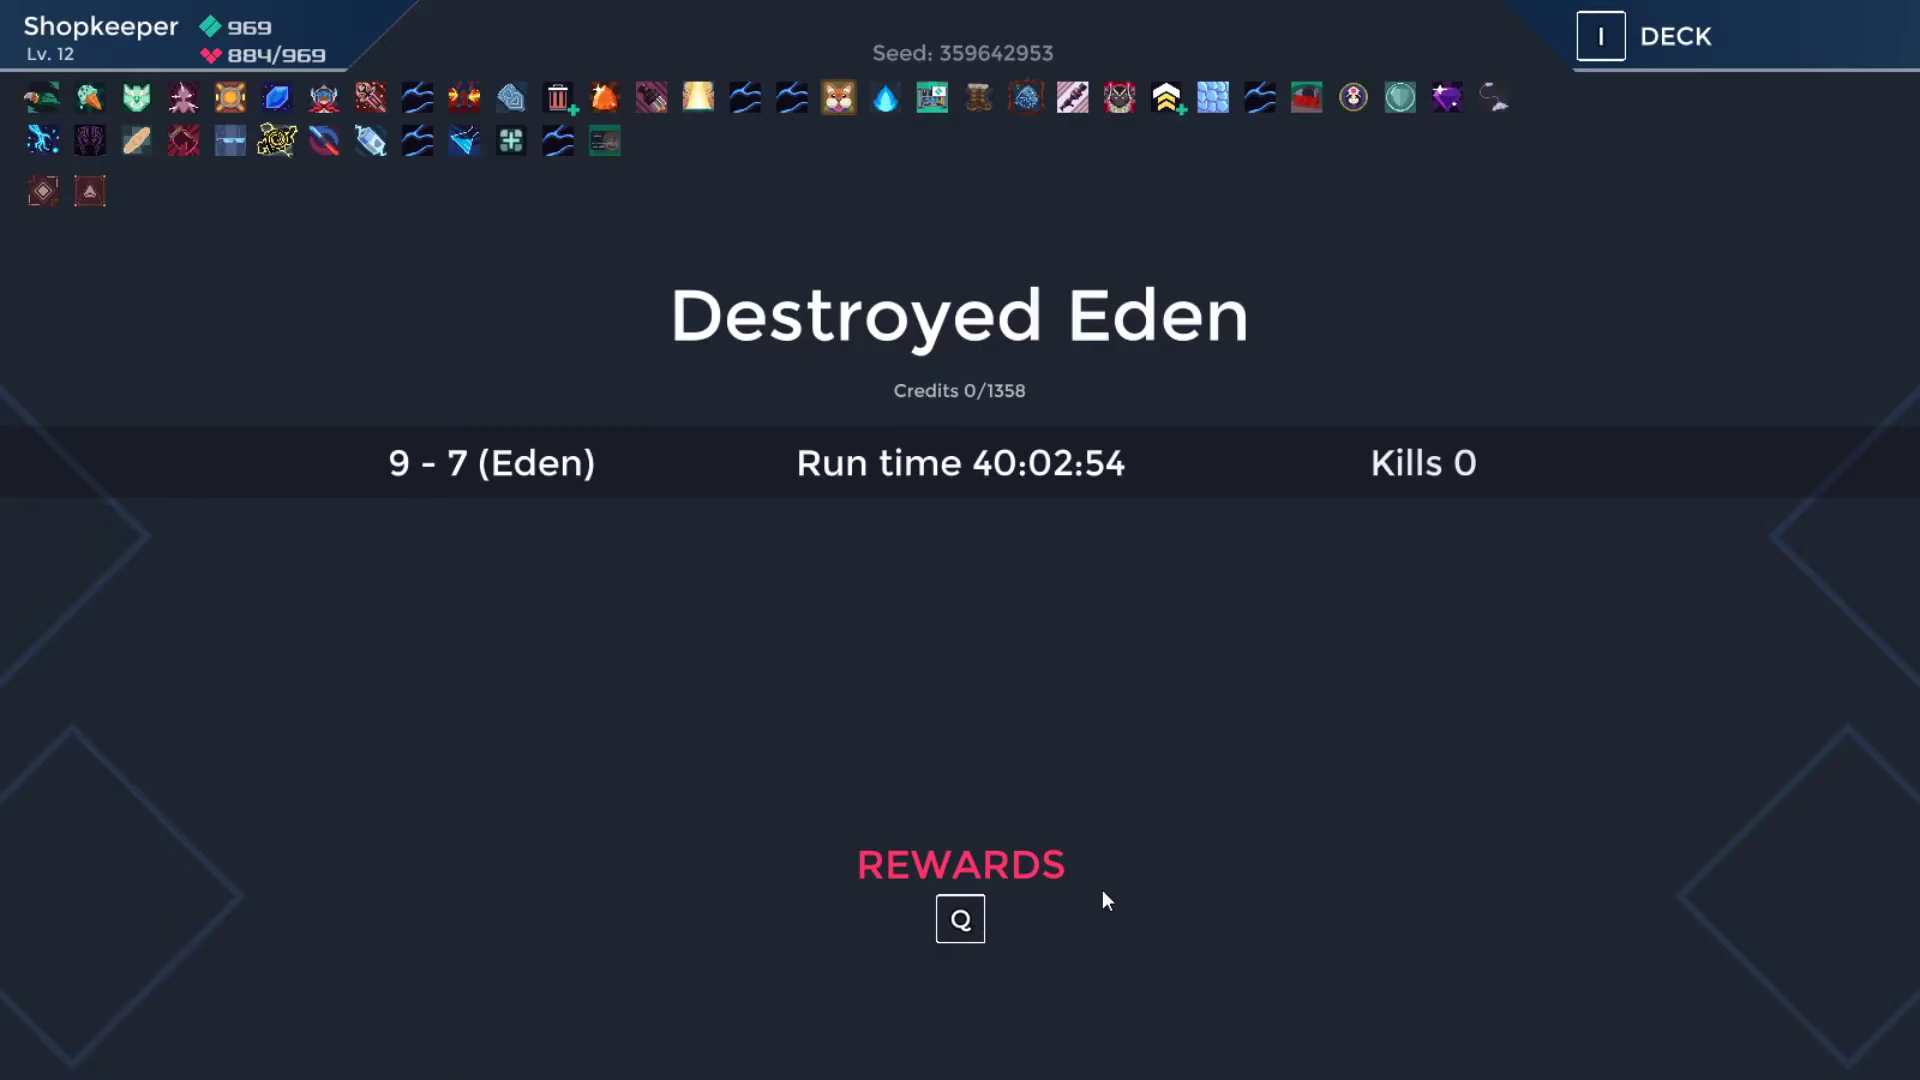 Shopkeeper 969
Lv. 12 884/969
Seed: 359642953
I DECK
Destroyed Eden
Credits 0/1358
9 - 7 (Eden) Run time 40:02:54 Kills 0
REWARDS
Q